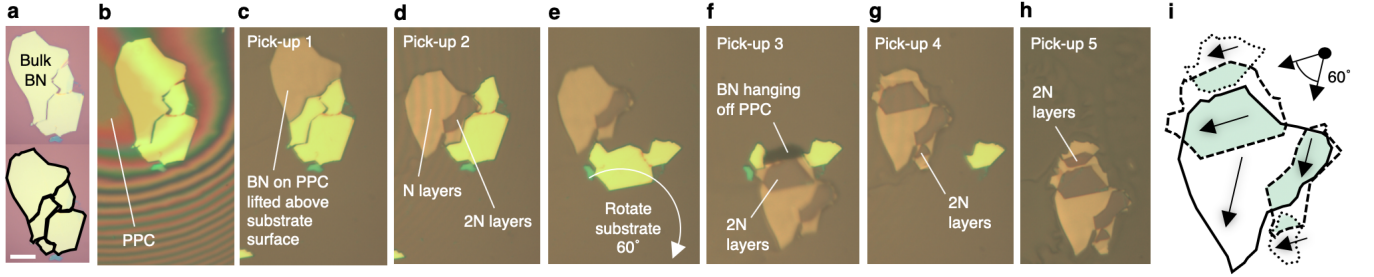 a
Bulk
BN
b
PPC
c
Pick-up 1
BN on PPC
lifted above
substrate
surface
d
Pick-up 2
N layers
2N layers
e
Rotate
substrate
60°
f
Pick-up 3
BN hanging
off PPC
2N
layers
g
Pick-up 4
2N
layers
h
Pick-up 5
2N
layers
i
60°